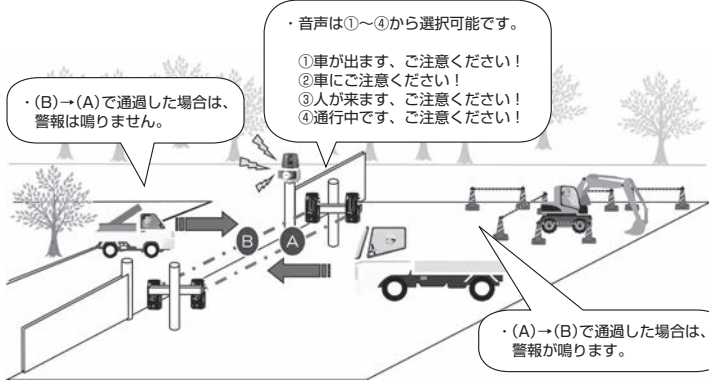 ・音声は①～④から選択可能です。
①車が出ます、ご注意ください！
②車にご注意ください！
③人が来ます、ご注意ください！
④通行中です、ご注意ください！
・(B)→(A)で通過した場合は、
警報は鳴りません。
B
A
・(A)→(B)で通過した場合は、
警報が鳴ります。